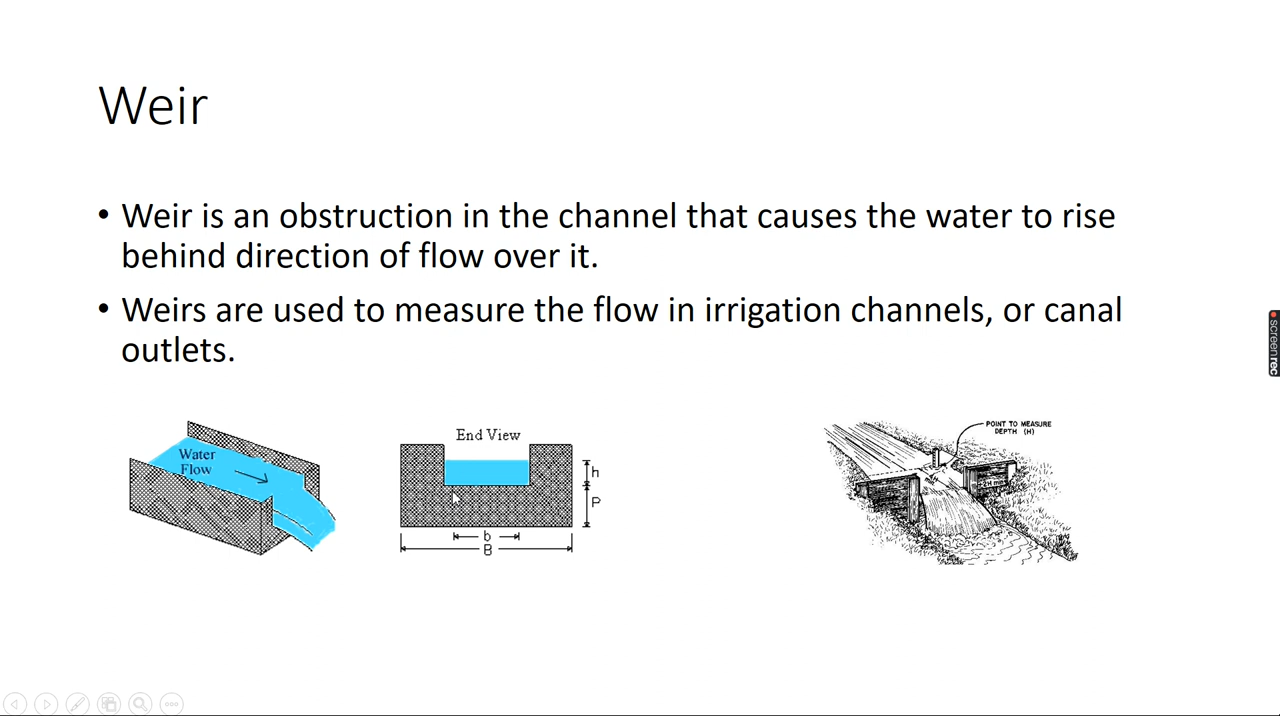 Weir
• Weir is an obstruction in the channel that causes the water to rise
behind direction of flow over it.
• Weirs are used to measure the flow in irrigation channels, or canal
outlets.
Water
Flow
End View
h
P
b
B
POINT TO MEASURE
DEPTH (H)
screenrec